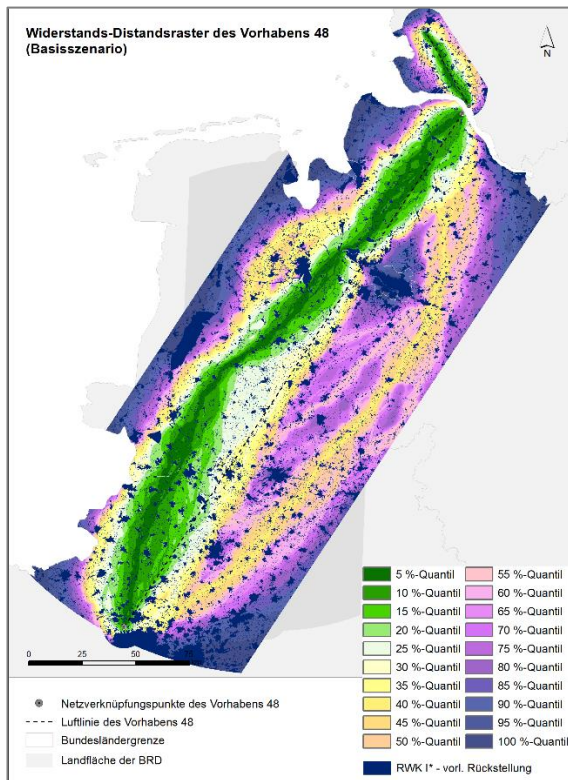 Widerstands-Distandsraster des Vorhabens 48
(Basisszenario)
N
0 25 50 75
5 %-Quantil
10 %-Quantil
15 %-Quantil
20 %-Quantil
25 %-Quantil
30 %-Quantil
35 %-Quantil
40 %-Quantil
45 %-Quantil
50 %-Quantil
55 %-Quantil
60 %-Quantil
65 %-Quantil
70 %-Quantil
75 %-Quantil
80 %-Quantil
85 %-Quantil
90 %-Quantil
95 %-Quantil
100 %-Quantil
RWK I* - vorl. Rückstellung
Netzverknüpfungspunkte des Vorhabens 48
Luftlinie des Vorhabens 48
Bundesländergrenze
Landfläche der BRD